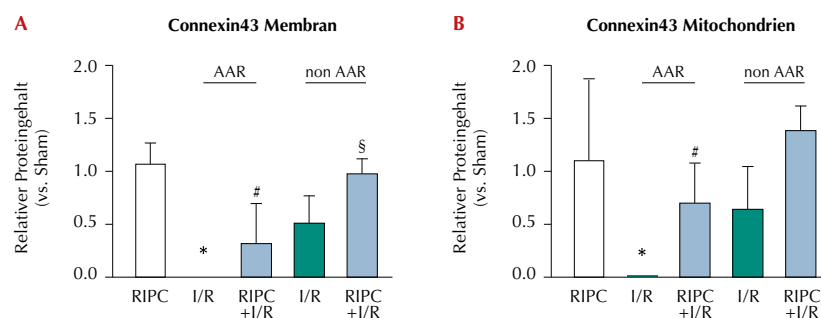 A
Connexin43 Membran
Relativer Proteingehalt
(vs. Sham)
2.0
1.5
1.0
0.5
0.0
AAR
non AAR
*
#
§
RIPC
I/R
RIPC
+I/R
I/R
RIPC
+I/R
B
Connexin43 Mitochondrien
Relativer Proteingehalt
(vs. Sham)
2.0
1.5
1.0
0.5
0.0
AAR
non AAR
*
#
RIPC
I/R
RIPC
+I/R
I/R
RIPC
+I/R